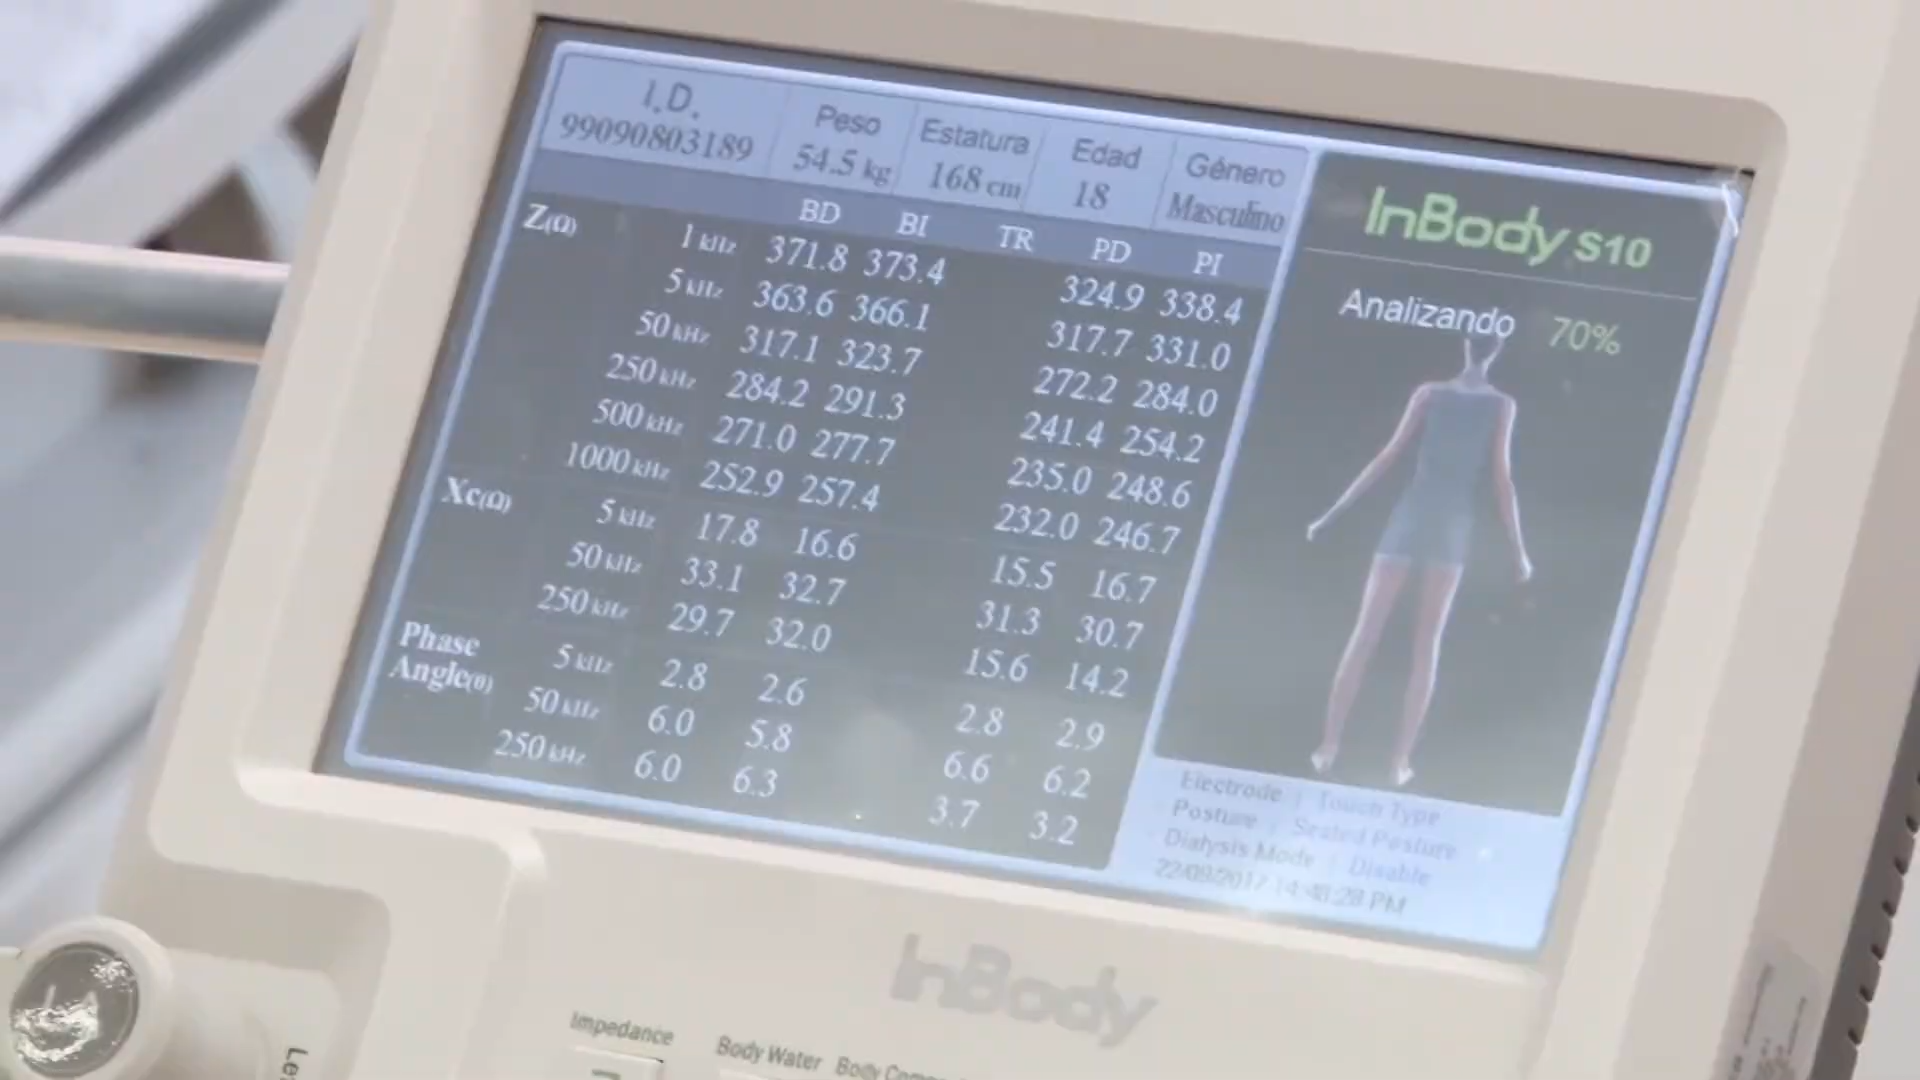 I.D. Peso Estatura Edad Género
99090803189 54.5 kg 168 cm 18 Masculino
BD BI TR PD PI
Z(Ω) 1 kHz 371.8 373.4 324.9 338.4
5 kHz 363.6 366.1 317.7 331.0
50 kHz 317.1 323.7 272.2 284.0
250 kHz 284.2 291.3 241.4 254.2
500 kHz 271.0 277.7 235.0 248.6
1000 kHz 252.9 257.4 232.0 246.7
Xc(Ω) 5 kHz 17.8 16.6 15.5 16.7
50 kHz 33.1 32.7 31.3 30.7
250 kHz 29.7 32.0 15.6 14.2
Phase
Angle(θ) 5 kHz 2.8 2.6 2.8 2.9
50 kHz 6.0 5.8 6.6 6.2
250 kHz 6.0 6.3 3.7 3.2
InBody S10
Analizando 70%
Electrode : Touch Type
Posture : Seated Posture
Dialysis Mode : Disable
22/09/2017 14:48:28 PM
InBody
Impedance
Body Water
Body